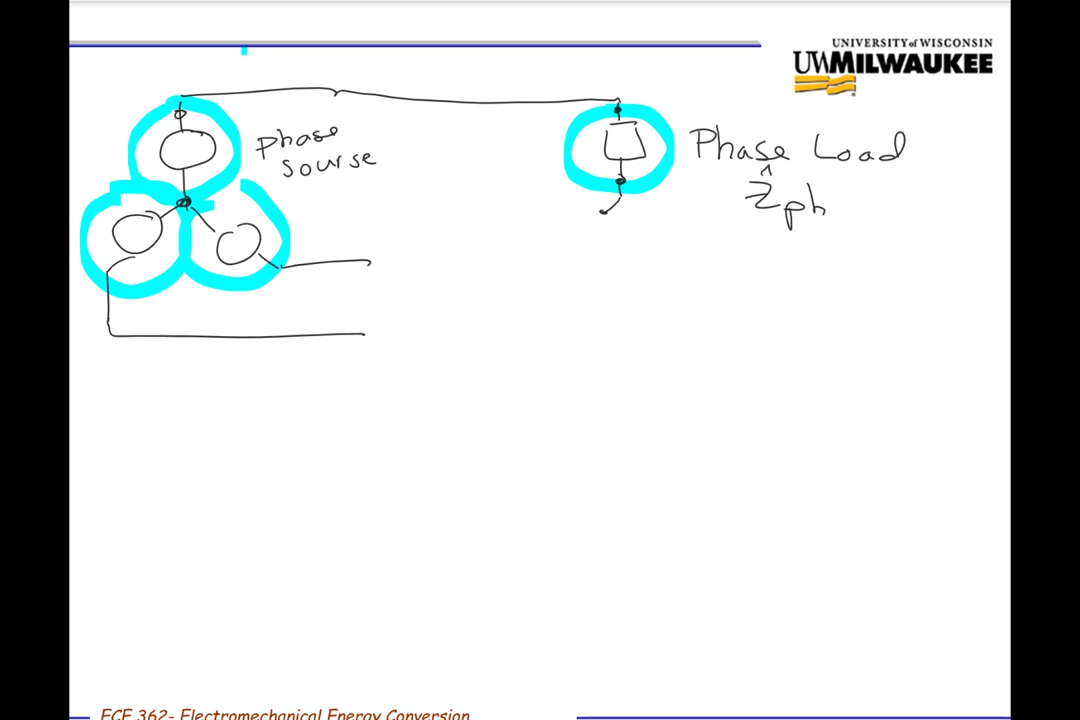 UNIVERSITY of WISCONSIN
UWMILWAUKEE
Phase
Sourse
Phase Load
Ẑph
ECE 362- Electromechanical Energy Conversion